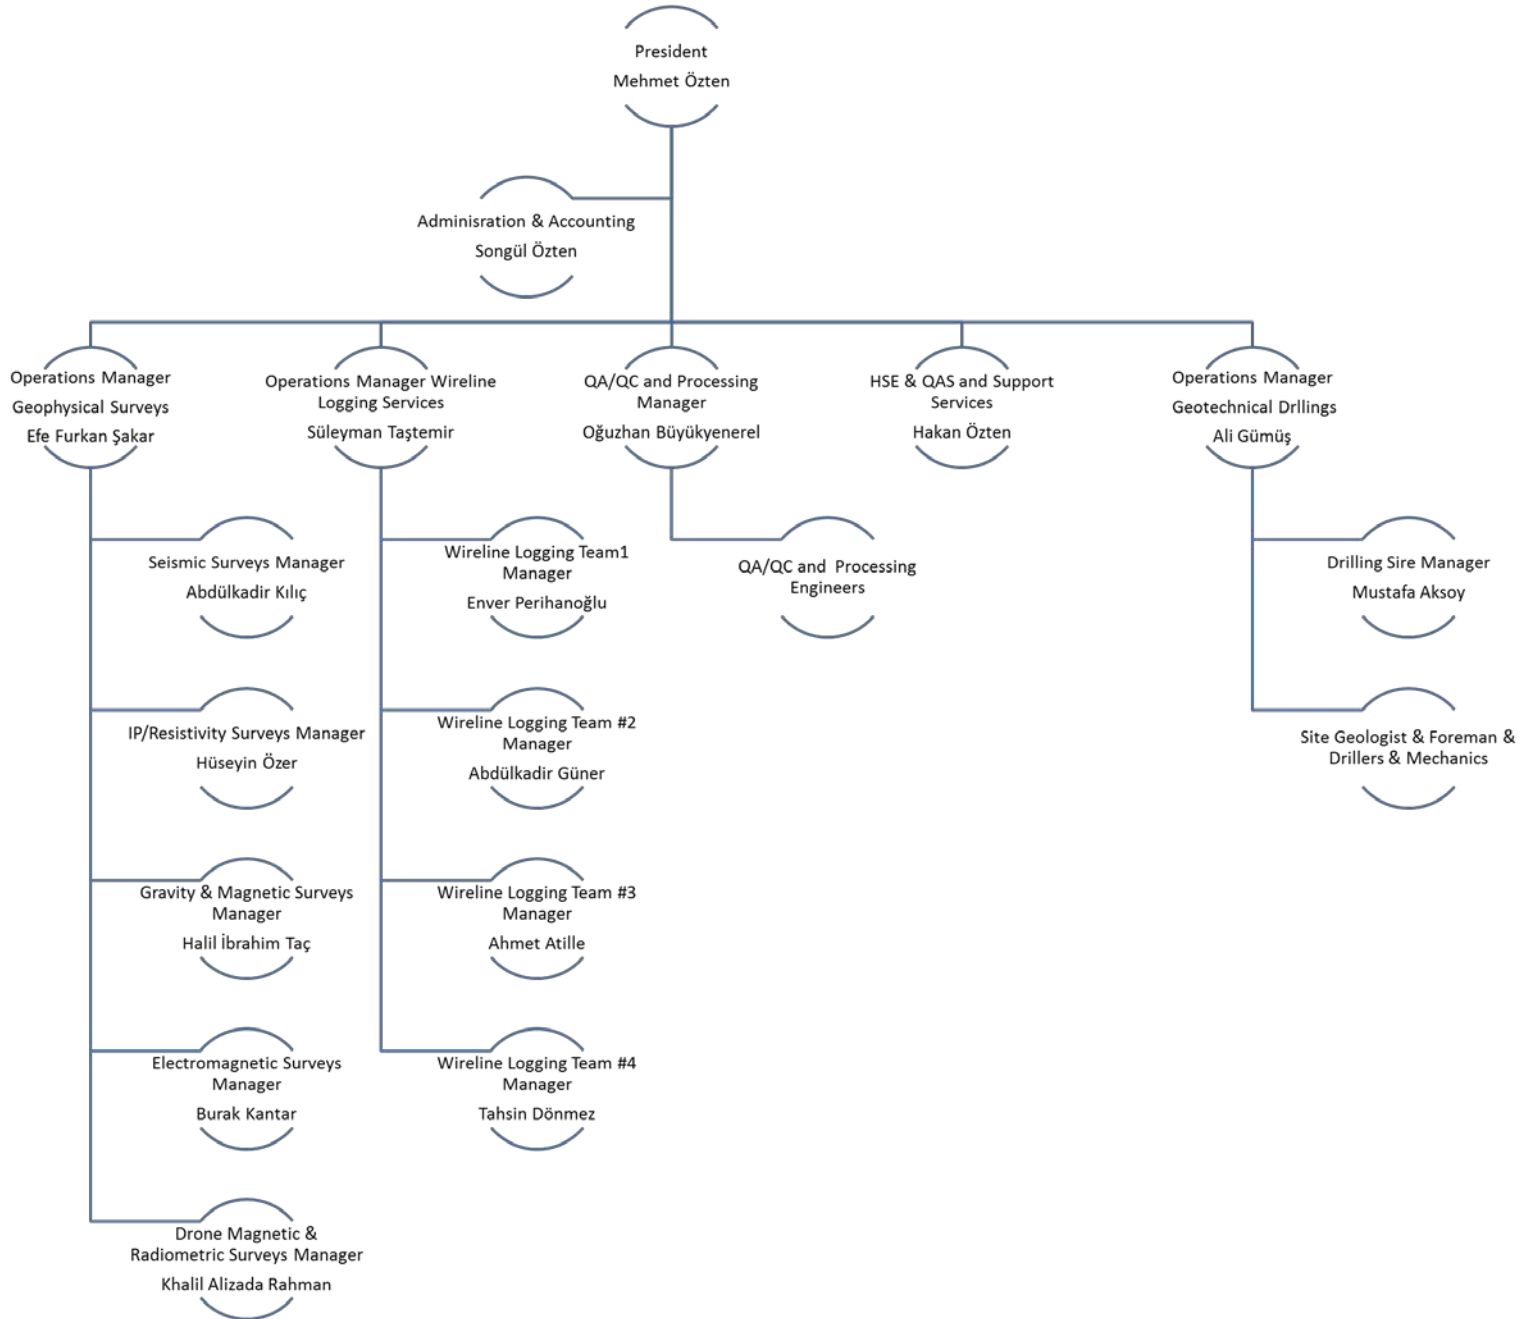 President
Mehmet Özten
Adminisration & Accounting
Songül Özten
Operations Manager
Geophysical Surveys
Efe Furkan Şakar
Operations Manager Wireline
Logging Services
Süleyman Taştemir
QA/QC and Processing
Manager
Oğuzhan Büyükyenerel
HSE & QAS and Support
Services
Hakan Özten
Operations Manager
Geotechnical Drllings
Ali Gümüş
Seismic Surveys Manager
Abdülkadir Kılıç
IP/Resistivity Surveys Manager
Hüseyin Özer
Gravity & Magnetic Surveys
Manager
Halil İbrahim Taç
Electromagnetic Surveys
Manager
Burak Kantar
Drone Magnetic &
Radiometric Surveys Manager
Khalil Alizada Rahman
Wireline Logging Team1
Manager
Enver Perihanoğlu
Wireline Logging Team #2
Manager
Abdülkadir Güner
Wireline Logging Team #3
Manager
Ahmet Atille
Wireline Logging Team #4
Manager
Tahsin Dönmez
QA/QC and  Processing
Engineers
Drilling Sire Manager
Mustafa Aksoy
Site Geologist & Foreman &
Drillers & Mechanics